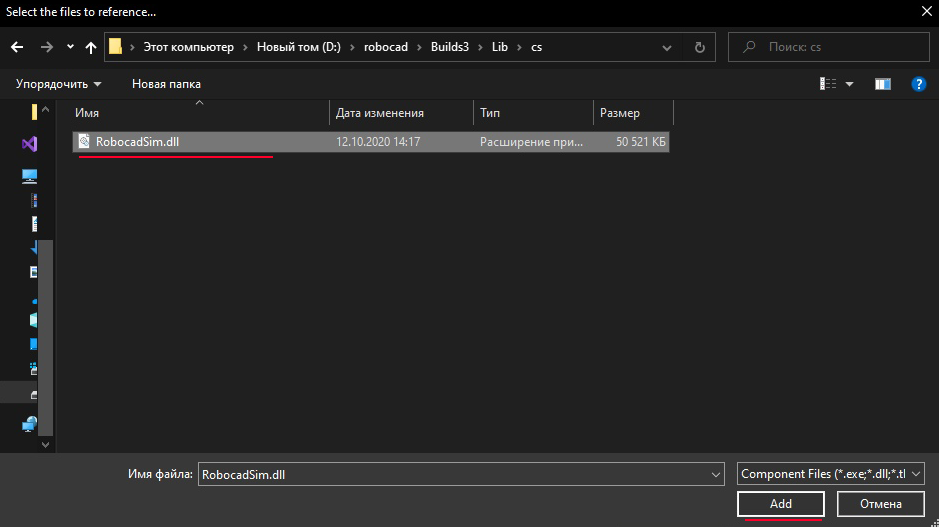 Select the files to reference...
Этот компьютер Новый том (D:) robocad Builds3 Lib cs
Поиск: cs
Упорядочить Новая папка
Имя Дата изменения Тип Размер
RobocadSim.dll 12.10.2020 14:17 Расширение при... 50 521 КБ
Имя файла: RobocadSim.dll Component Files (*.exe;*.dll;*.tl
Add Отмена